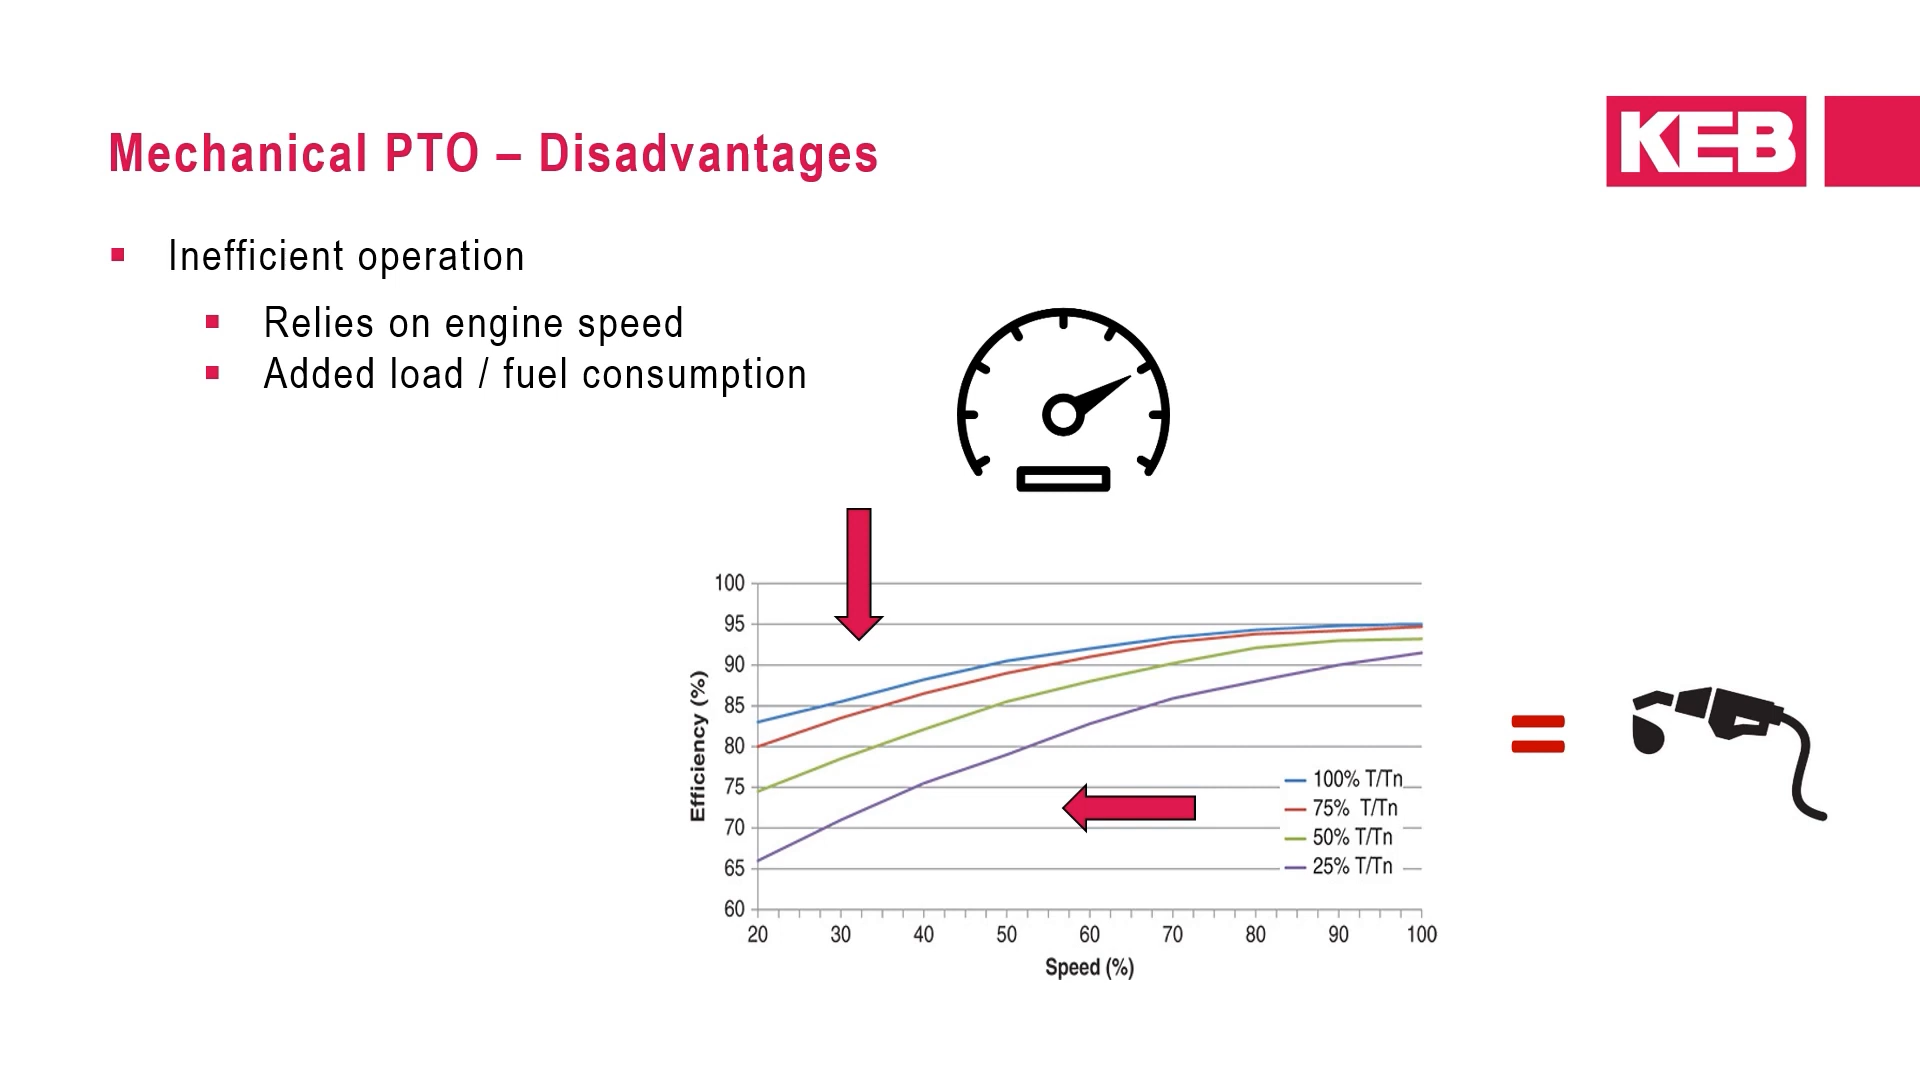 Mechanical PTO – Disadvantages
KEB
Inefficient operation
Relies on engine speed
Added load / fuel consumption
100
95
90
85
80
75
70
65
60
Efficiency (%)
100% T/Tn
75% T/Tn
50% T/Tn
25% T/Tn
20 30 40 50 60 70 80 90 100
Speed (%)